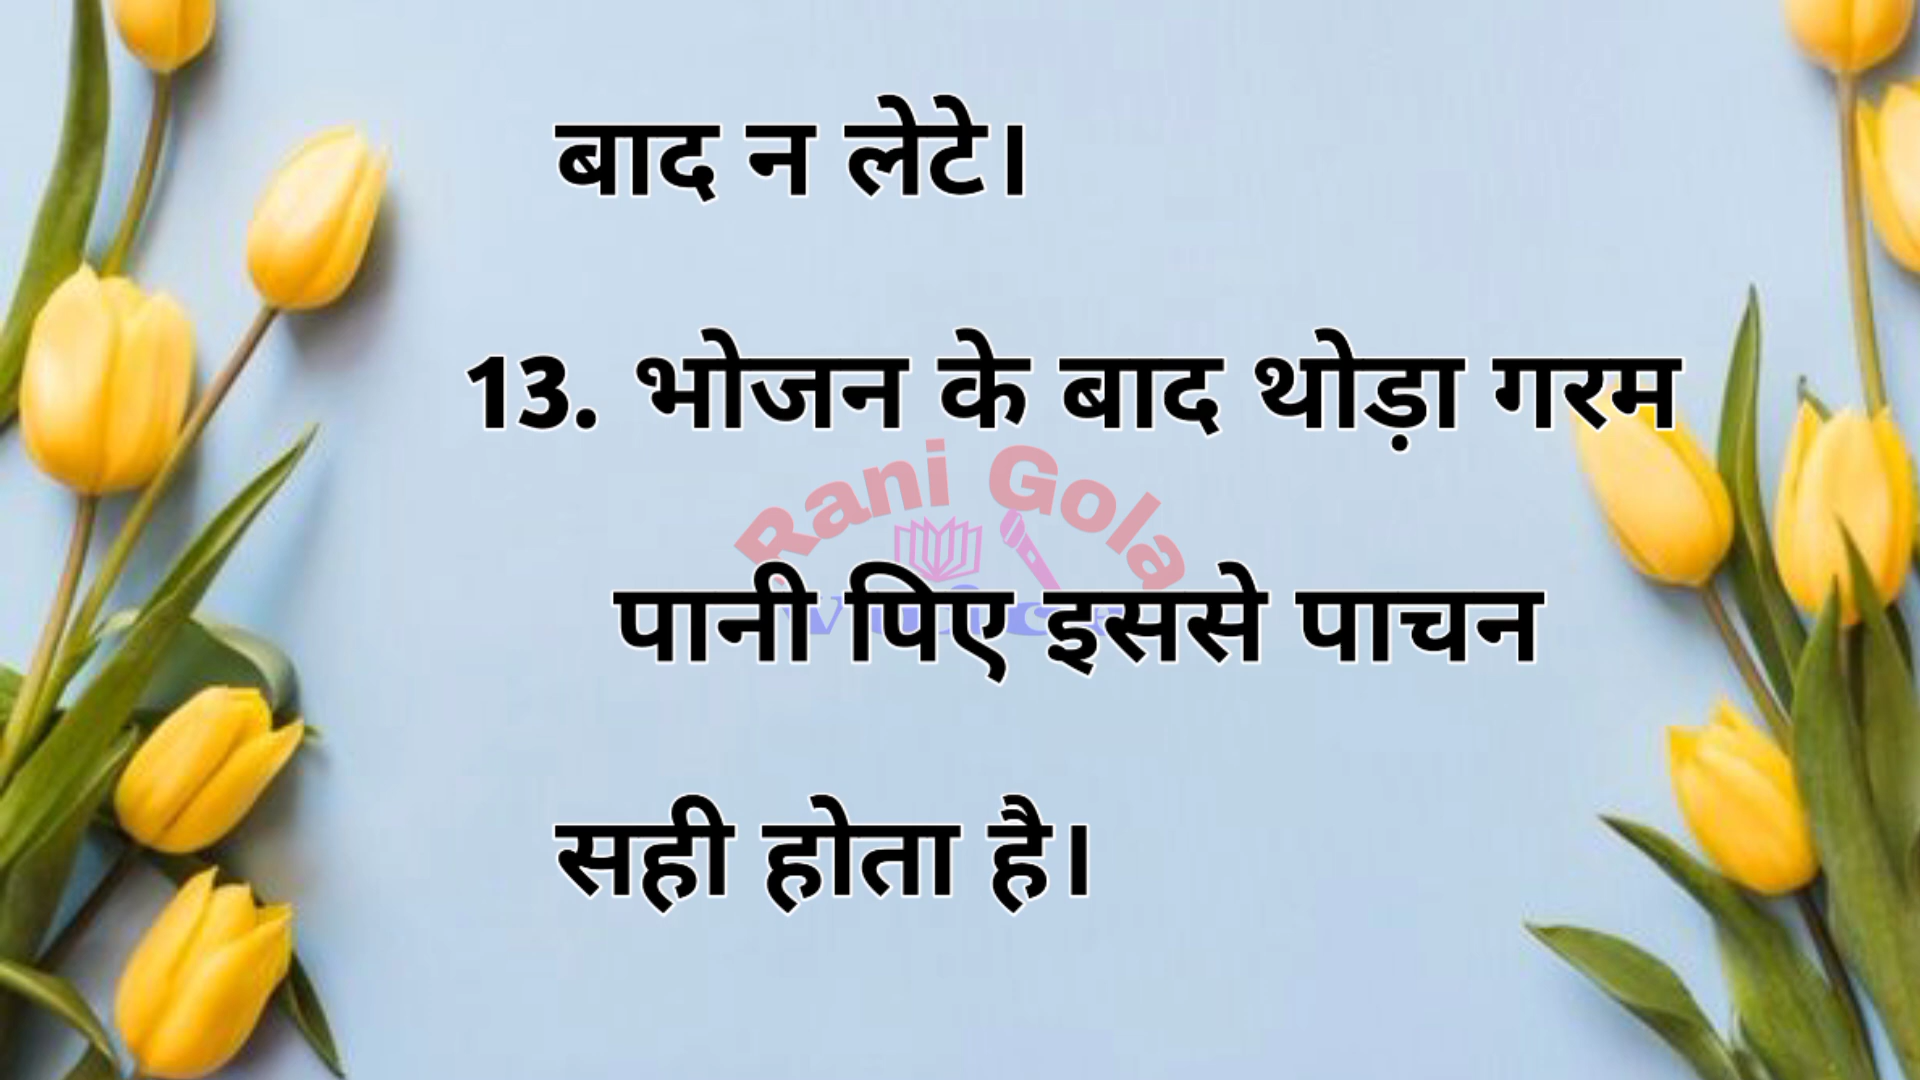 बाद न लेटे।
13. भोजन के बाद थोड़ा गरम
Rani Gola
पानी पिए इससे पाचन
सही होता है।